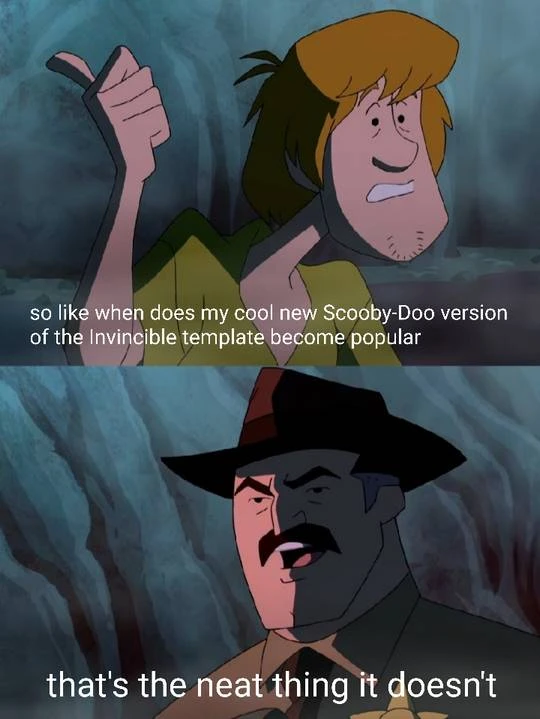 so like when does my cool new Scooby-Doo version
of the Invincible template become popular
that's the neat thing it doesn't